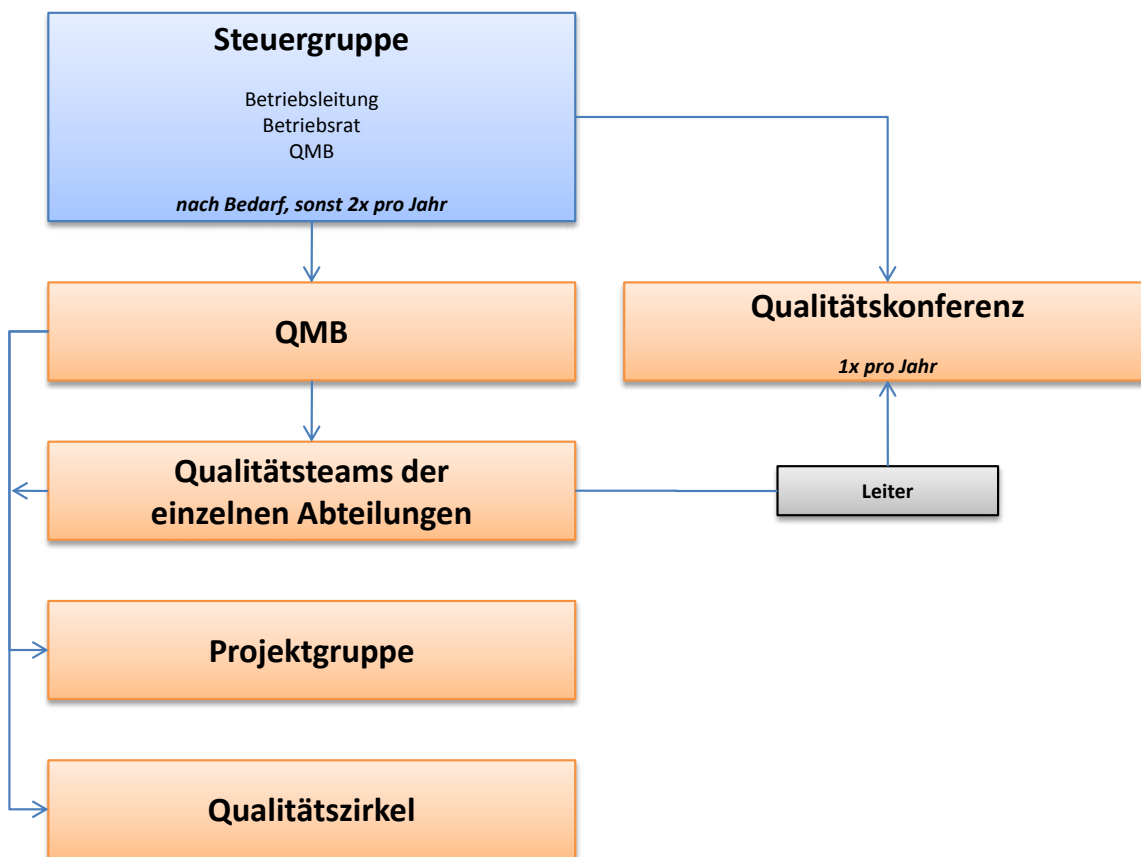 Steuergruppe
Betriebsleitung
Betriebsrat
QMB
nach Bedarf, sonst 2x pro Jahr
QMB
Qualitätskonferenz
1x pro Jahr
Qualitätsteams der
einzelnen Abteilungen
Leiter
Projektgruppe
Qualitätszirkel